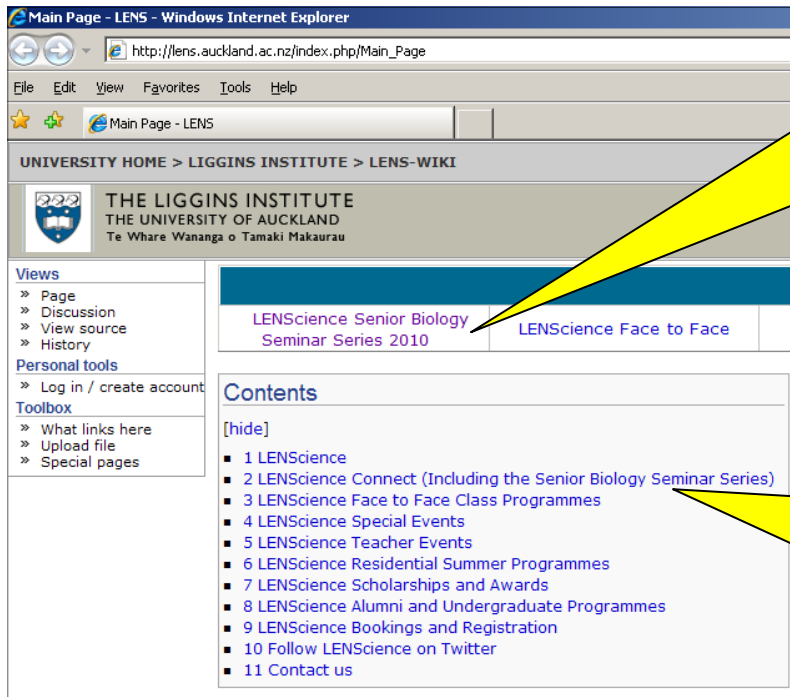 Main Page - LENS - Windows Internet Explorer
http://lens.auckland.ac.nz/index.php/Main_Page
File Edit View Favorites Tools Help
Main Page - LENS
UNIVERSITY HOME > LIGGINS INSTITUTE > LENS-WIKI
THE LIGGINS INSTITUTE
THE UNIVERSITY OF AUCKLAND
Te Whare Wananga o Tamaki Makaurau
Views
» Page
» Discussion
» View source
» History
Personal tools
» Log in / create account
Toolbox
» What links here
» Upload file
» Special pages
LENScience Senior Biology
Seminar Series 2010
LENScience Face to Face
Contents
[hide]
▪ 1 LENScience
▪ 2 LENScience Connect (Including the Senior Biology Seminar Series)
▪ 3 LENScience Face to Face Class Programmes
▪ 4 LENScience Special Events
▪ 5 LENScience Teacher Events
▪ 6 LENScience Residential Summer Programmes
▪ 7 LENScience Scholarships and Awards
▪ 8 LENScience Alumni and Undergraduate Programmes
▪ 9 LENScience Bookings and Registration
▪ 10 Follow LENScience on Twitter
▪ 11 Contact us